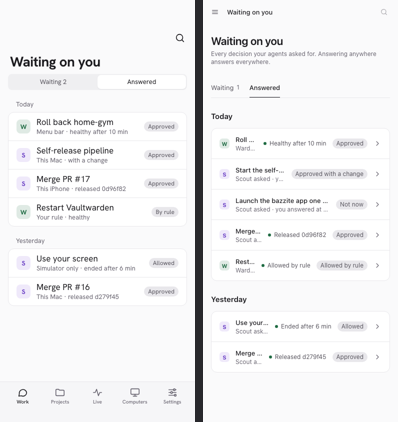 Waiting on you
Waiting 2
Answered
Today
W
Roll back home-gym
Menu bar · healthy after 10 min
Approved
S
Self-release pipeline
This Mac · with a change
Approved
S
Merge PR #17
This iPhone · released 0d96f82
Approved
W
Restart Vaultwarden
Your rule · healthy
By rule
Yesterday
S
Use your screen
Simulator only · ended after 6 min
Allowed
S
Merge PR #16
This Mac · released d279f45
Approved
Work
Projects
Live
Computers
Settings
Waiting on you
Waiting on you
Every decision your agents asked for. Answering anywhere
answers everywhere.
Waiting 1
Answered
Today
W
Roll ...
Ward...
Healthy after 10 min
Approved
S
Start the self-...
Scout asked · y...
Approved with a change
Launch the bazzite app one ...
Scout asked · you answered at ...
Not now
S
Merge...
Scout a...
Released 0d96f82
Approved
W
Rest...
Ward...
Allowed by rule
Allowed by rule
Yesterday
S
Use your...
Scout ask...
Ended after 6 min
Allowed
S
Merge ...
Scout a...
Released d279f45
Approved